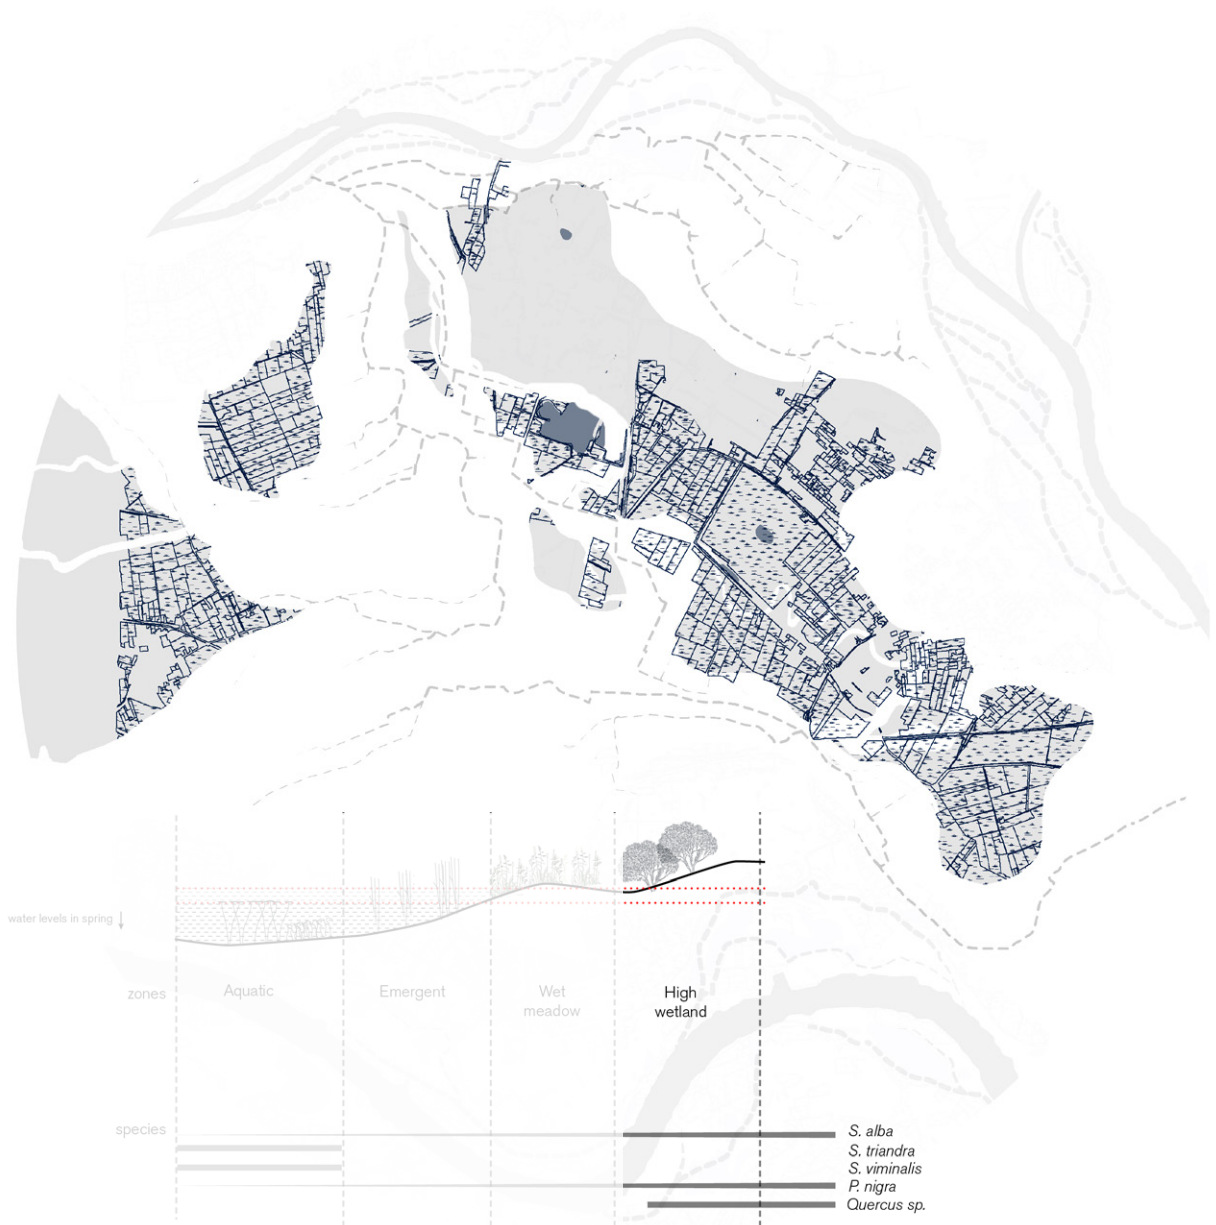 water levels in spring
zones
Aquatic
Emergent
Wet
meadow
High
wetland
species
S. alba
S. triandra
S. viminalis
P. nigra
Quercus sp.